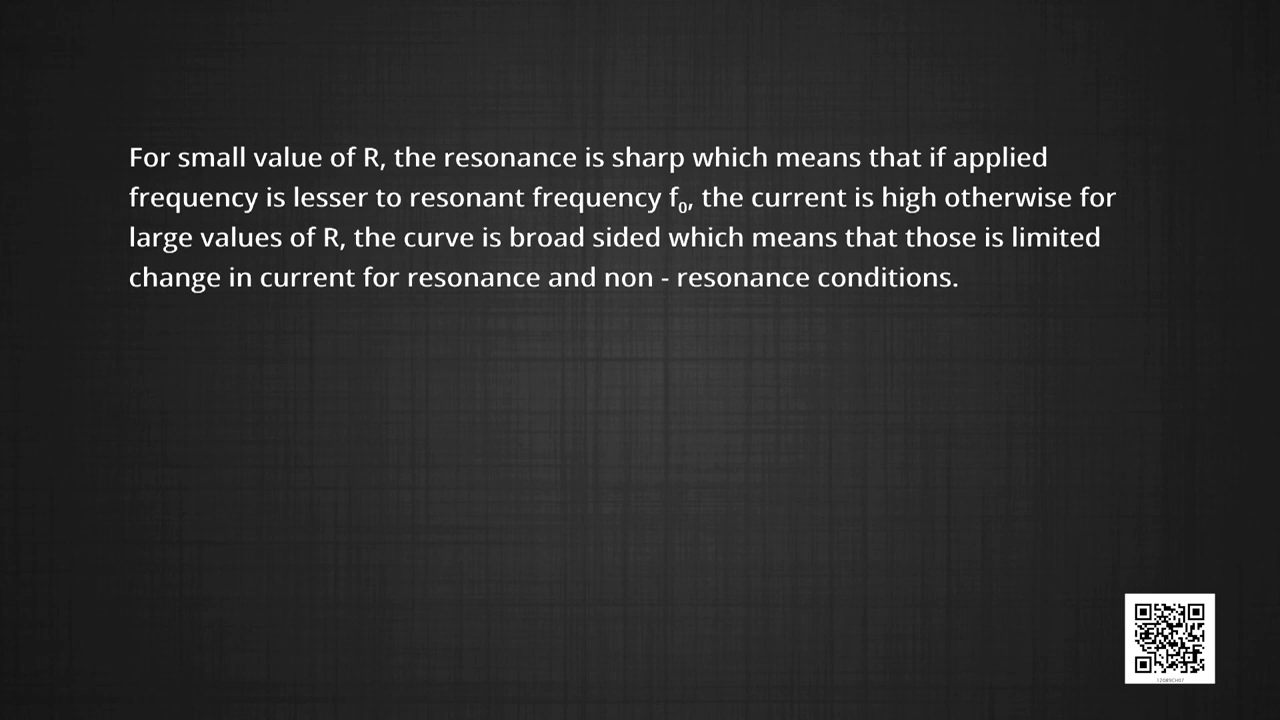 For small value of R, the resonance is sharp which means that if applied
frequency is lesser to resonant frequency f₀, the current is high otherwise for
large values of R, the curve is broad sided which means that those is limited
change in current for resonance and non - resonance conditions.
12089CH07